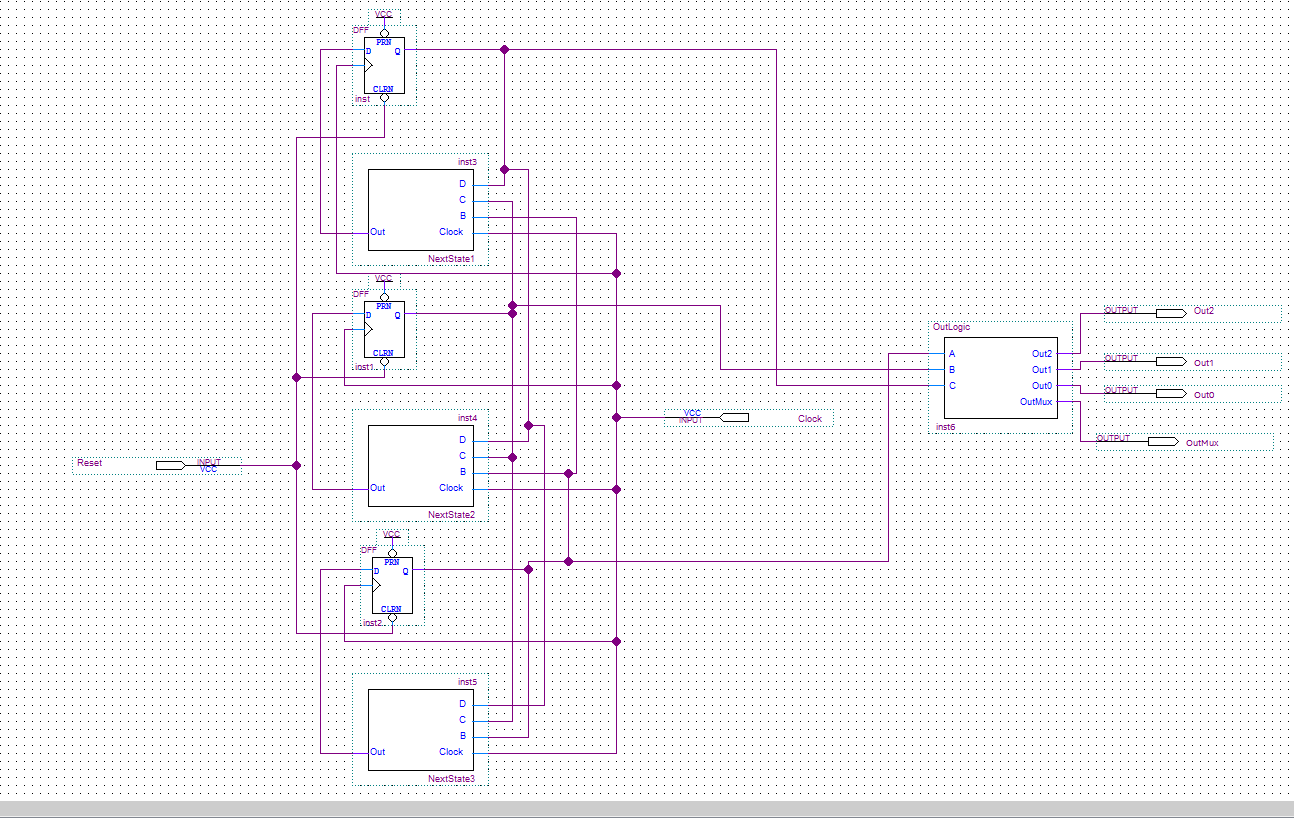 VCC
DFF
PRN
D Q
CLRN
inst
inst3
D
C
B
Out Clock
NextState1
VCC
DFF
PRN
D Q
CLRN
inst1
inst4
D
C
B
Out Clock
NextState2
VCC
DFF
PRN
D Q
CLRN
inst2
inst5
D
C
B
Out Clock
NextState3
Reset INPUT
VCC
VCC
INPUT Clock
OutLogic
A Out2
B Out1
C Out0
OutMux
inst6
OUTPUT Out2
OUTPUT Out1
OUTPUT Out0
OUTPUT OutMux